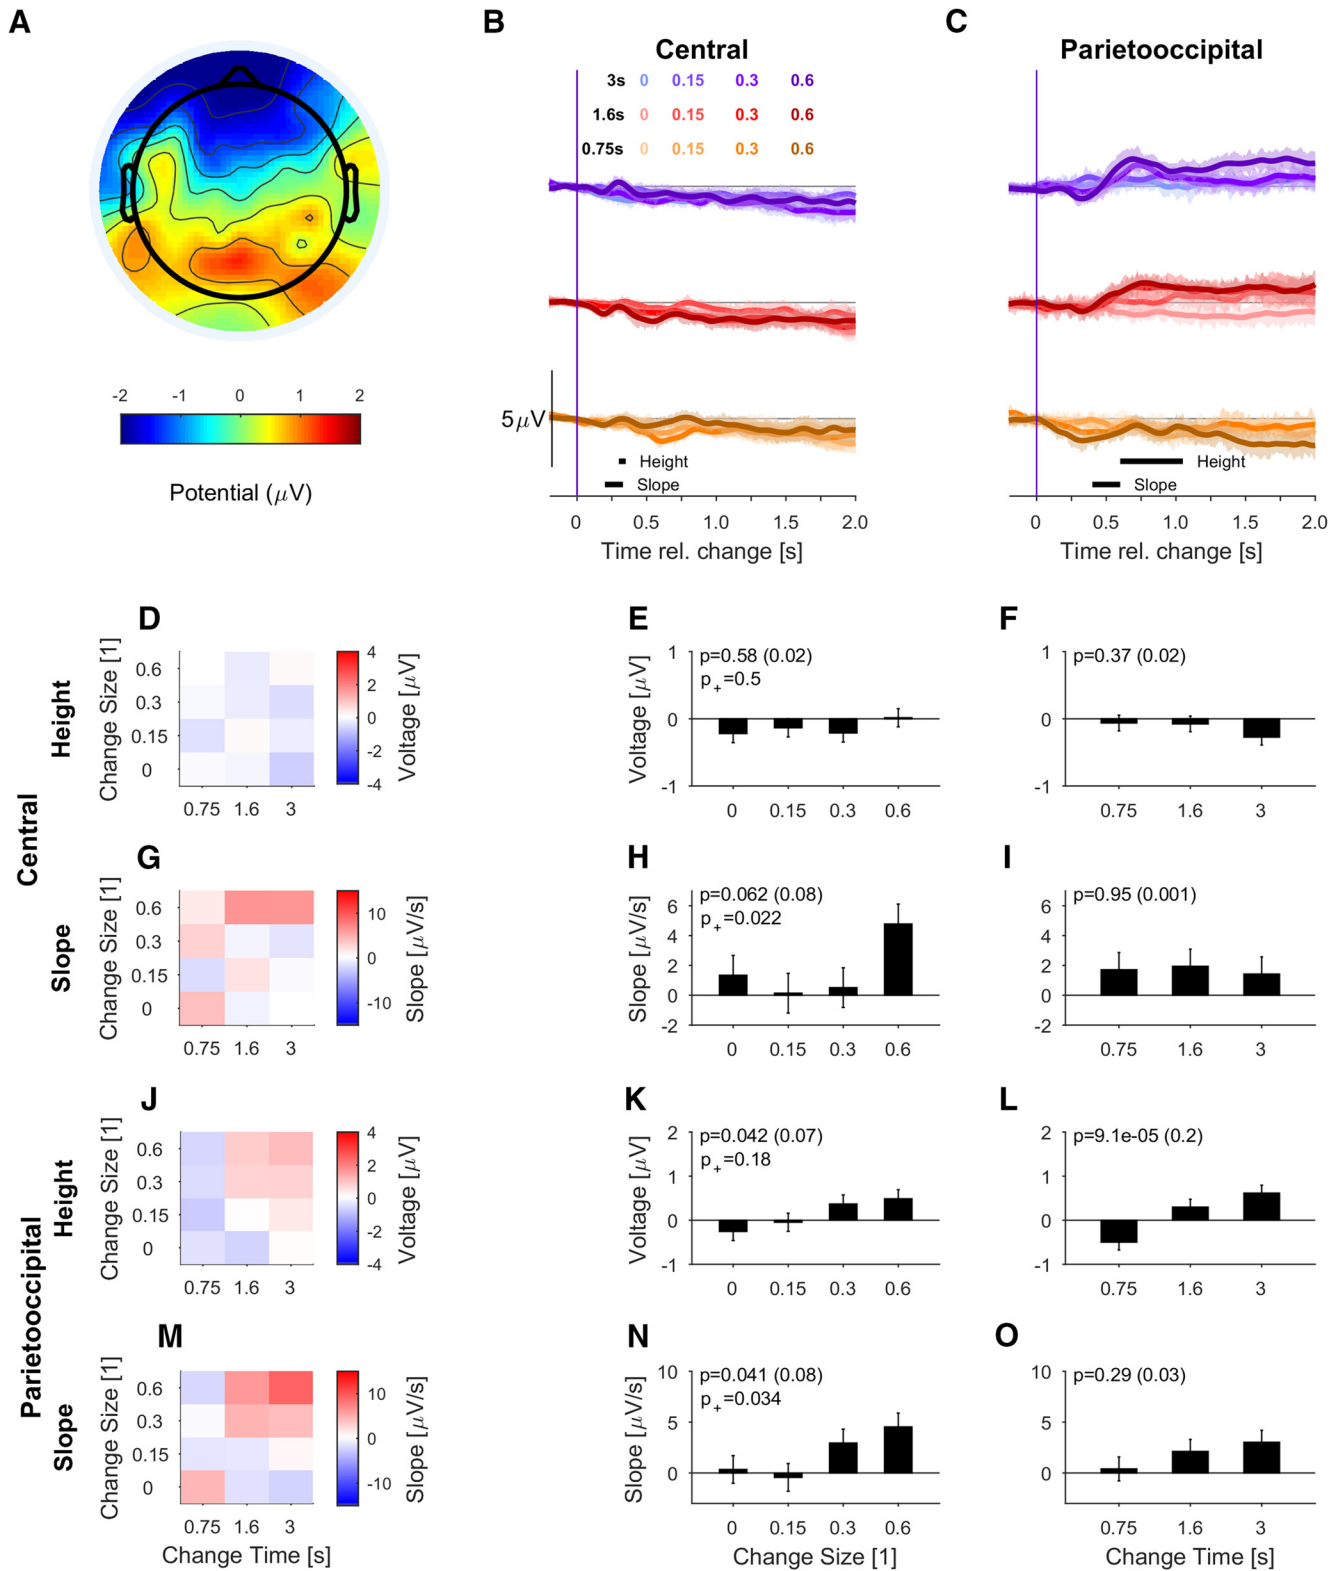 A
B
C
Central
Parietooccipital
3s 0 0.15 0.3 0.6
1.6s 0 0.15 0.3 0.6
0.75s 0 0.15 0.3 0.6
-2 -1 0 1 2
Potential (μV)
5μV
Height
Slope
0 0.5 1.0 1.5 2.0
Time rel. change [s]
Height
Slope
0 0.5 1.0 1.5 2.0
Time rel. change [s]
Central
Height
D
Change Size [1]
0.6
0.3
0.15
0
0.75 1.6 3
4
2
0
-2
-4
Voltage [μV]
E
Voltage [μV]
1
0
-1
p=0.58 (0.02)
p+=0.5
0 0.15 0.3 0.6
F
1
0
-1
p=0.37 (0.02)
0.75 1.6 3
Slope
G
Change Size [1]
0.6
0.3
0.15
0
0.75 1.6 3
10
0
-10
Slope [μV/s]
H
Slope [μV/s]
6
4
2
0
-2
p=0.062 (0.08)
p+=0.022
0 0.15 0.3 0.6
I
6
4
2
0
-2
p=0.95 (0.001)
0.75 1.6 3
Parietooccipital
Height
J
Change Size [1]
0.6
0.3
0.15
0
0.75 1.6 3
4
2
0
-2
-4
Voltage [μV]
K
Voltage [μV]
2
1
0
-1
p=0.042 (0.07)
p+=0.18
0 0.15 0.3 0.6
L
2
1
0
-1
p=9.1e-05 (0.2)
0.75 1.6 3
Slope
M
Change Size [1]
0.6
0.3
0.15
0
0.75 1.6 3
Change Time [s]
10
0
-10
Slope [μV/s]
N
Slope [μV/s]
10
5
0
p=0.041 (0.08)
p+=0.034
0 0.15 0.3 0.6
Change Size [1]
O
10
5
0
p=0.29 (0.03)
0.75 1.6 3
Change Time [s]